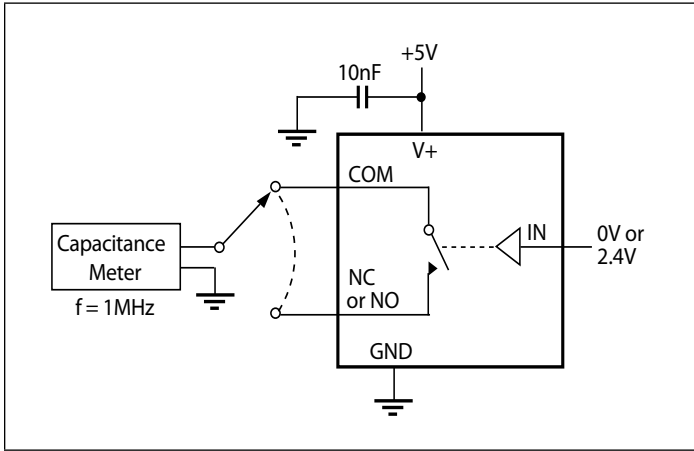 +5V
10nF
V+
COM
Capacitance
Meter
f = 1MHz
IN
0V or
2.4V
NC
or NO
GND